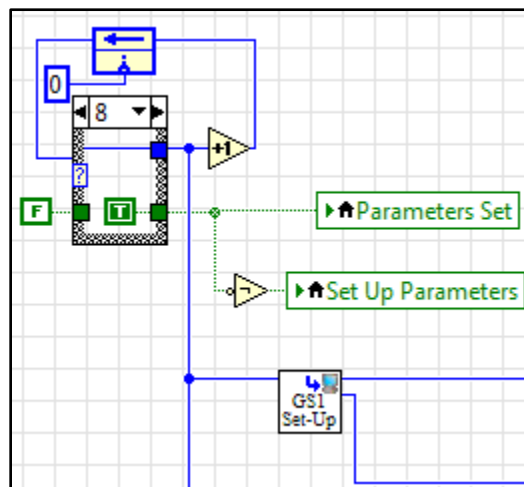 0
8
+1
?
F
T
Parameters Set
Set Up Parameters
GS1
Set-Up